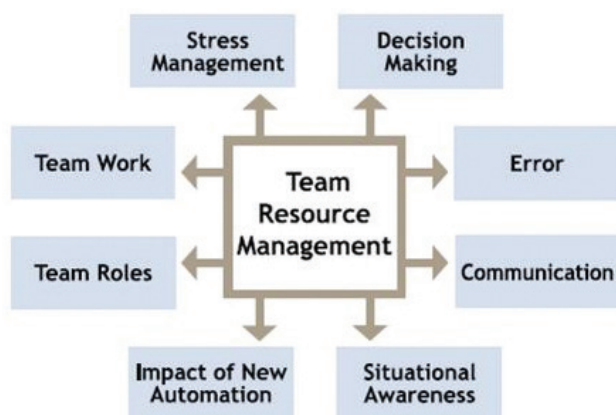 Stress
Management
Decision
Making
Team Work
Team
Resource
Management
Error
Team Roles
Communication
Impact of New
Automation
Situational
Awareness